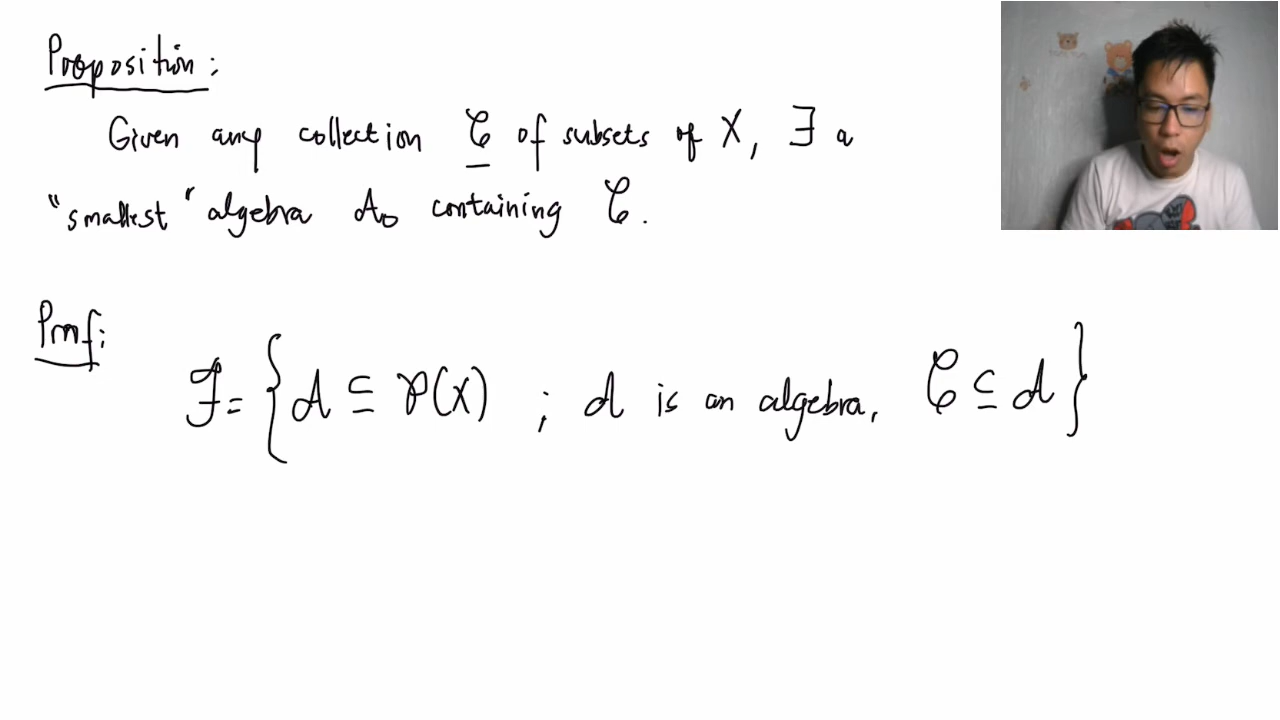 Proposition:
Given any collection 𝒞 of subsets of X, ∃ a
"smallest" algebra 𝒜₀ containing 𝒞.
Proof:
ℱ = { 𝒜 ⊆ 𝒫(X) ; 𝒜 is an algebra, 𝒞 ⊆ 𝒜 }